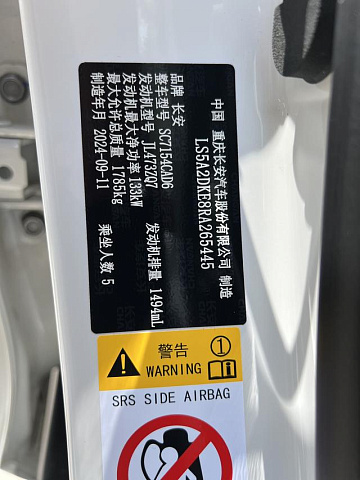 中国 重庆长安汽车股份有限公司 制造
LS5A2DKE8RA265445
品牌 长安
整车型号 SC7154CAD6
发动机型号 JL473ZQ7 发动机排量 1494mL
发动机最大净功率 133kW
最大允许总质量 1785kg
制造年月 2024-09-11 乘坐人数 5
警告
WARNING
①
SRS SIDE AIRBAG